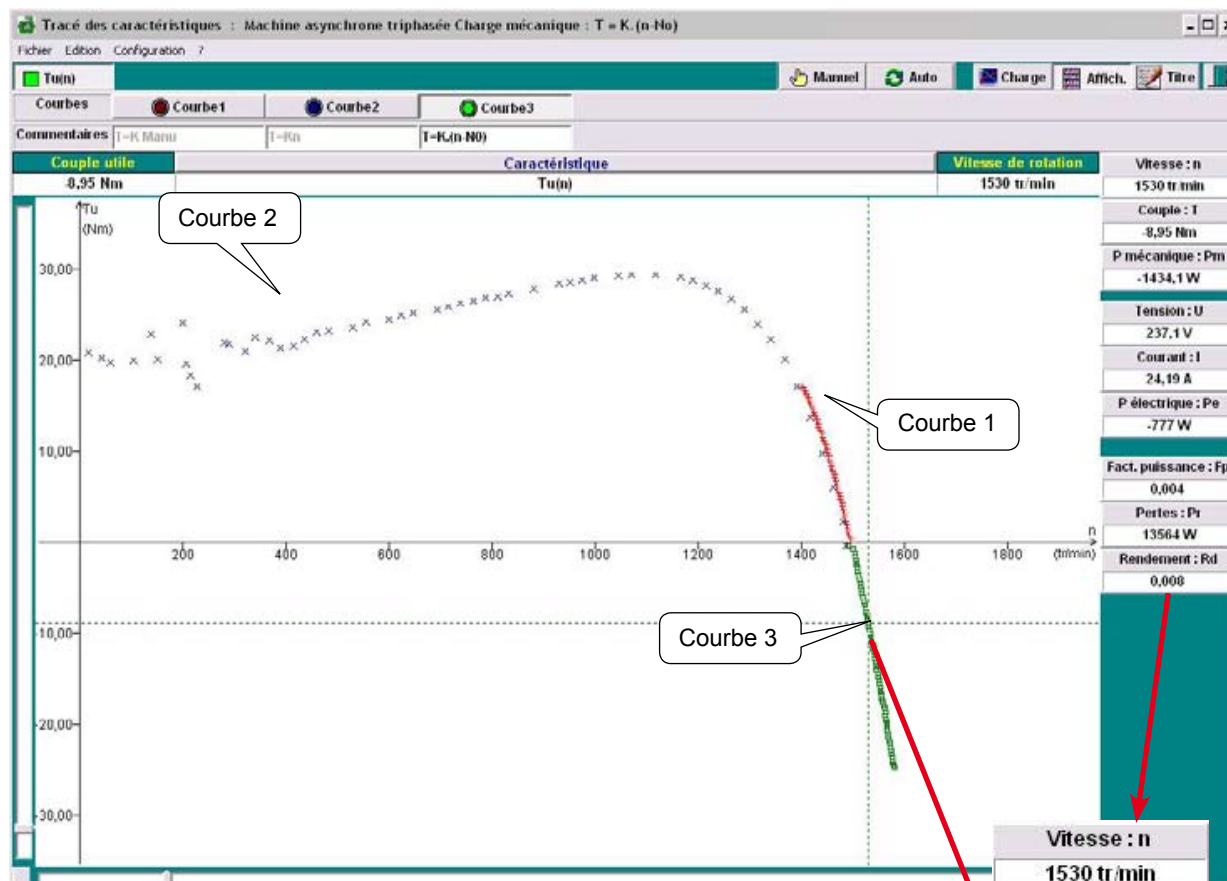 Tracé des caractéristiques : Machine asynchrone triphasée Charge mécanique : T = K.(n-No)
Fichier Edition Configuration ?
Tu(n) Manuel Auto Charge Affich. Titre
Courbes Courbe1 Courbe2 Courbe3
Commentaires T=K Manu T=Kn T=K.(n-N0)
Couple utile Caractéristique Vitesse de rotation
-8,95 Nm Tu(n) 1530 tr/min
Vitesse : n
1530 tr/min
Couple : T
-8,95 Nm
P mécanique : Pm
-1434,1 W
Tension : U
237,1 V
Courant : I
24,19 A
P électrique : Pe
-777 W
Fact. puissance : Fp
0,004
Pertes : Pr
13564 W
Rendement : Rd
0,008
Tu
(Nm)
30,00
20,00
10,00
-10,00
-20,00
-30,00
200 400 600 800 1000 1200 1400 1600 1800
n
(tr/min)
Courbe 2
Courbe 1
Courbe 3
Vitesse : n
1530 tr/min